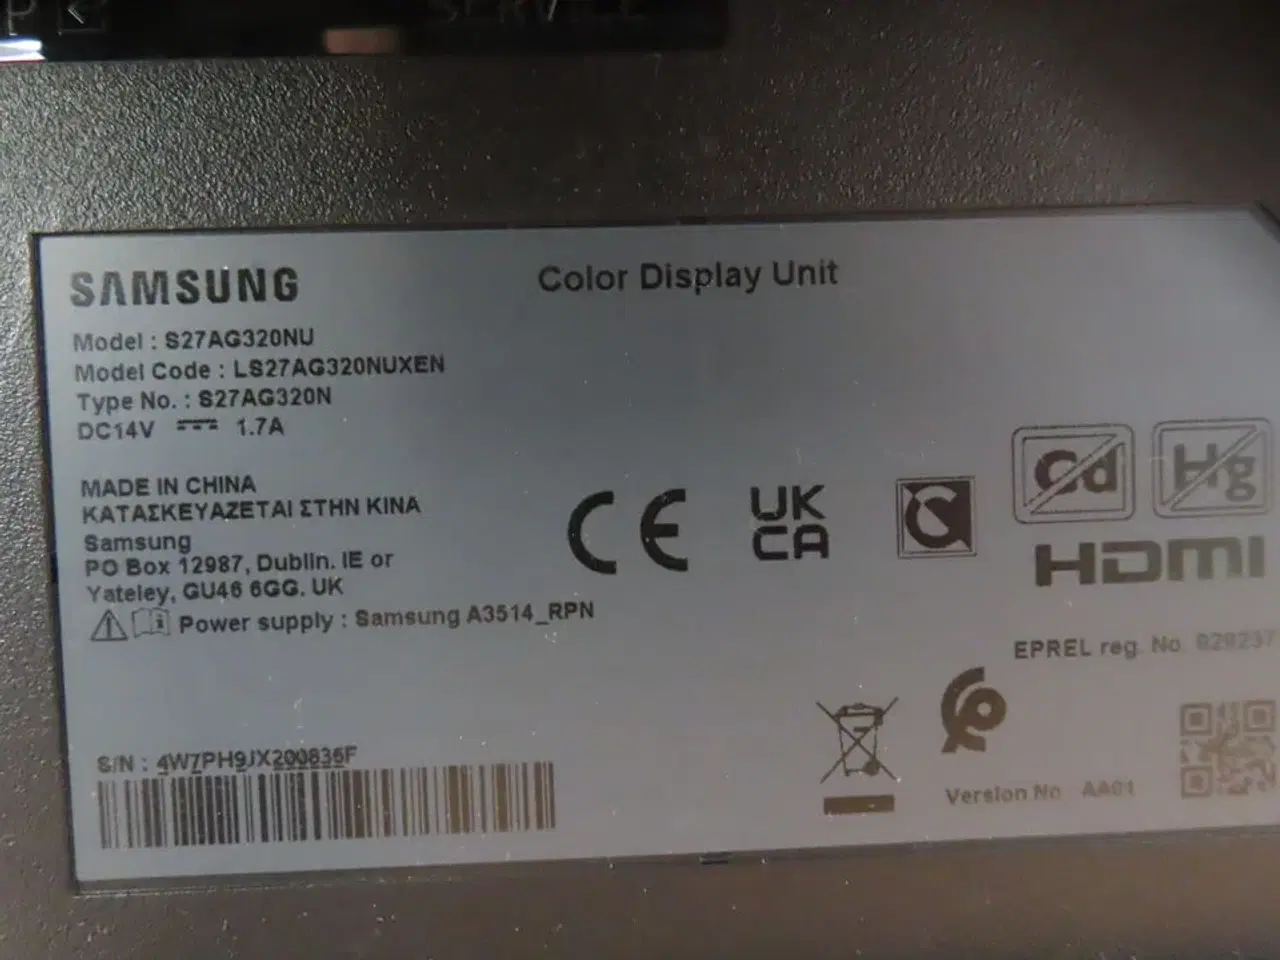 SERVICE
SAMSUNG
Color Display Unit
Model : S27AG320NU
Model Code : LS27AG320NUXEN
Type No. : S27AG320N
DC14V ⎓ 1.7A
MADE IN CHINA
ΚΑΤΑΣΚΕΥΑΖΕΤΑΙ ΣΤΗΝ ΚΙΝΑ
Samsung
PO Box 12987, Dublin. IE or
Yateley, GU46 6GG. UK
Power supply : Samsung A3514_RPN
CE
UK
CA
Cd
Hg
HDMI
EPREL reg. No.
S/N : 4W7PH9JX200836F
Version No AA01